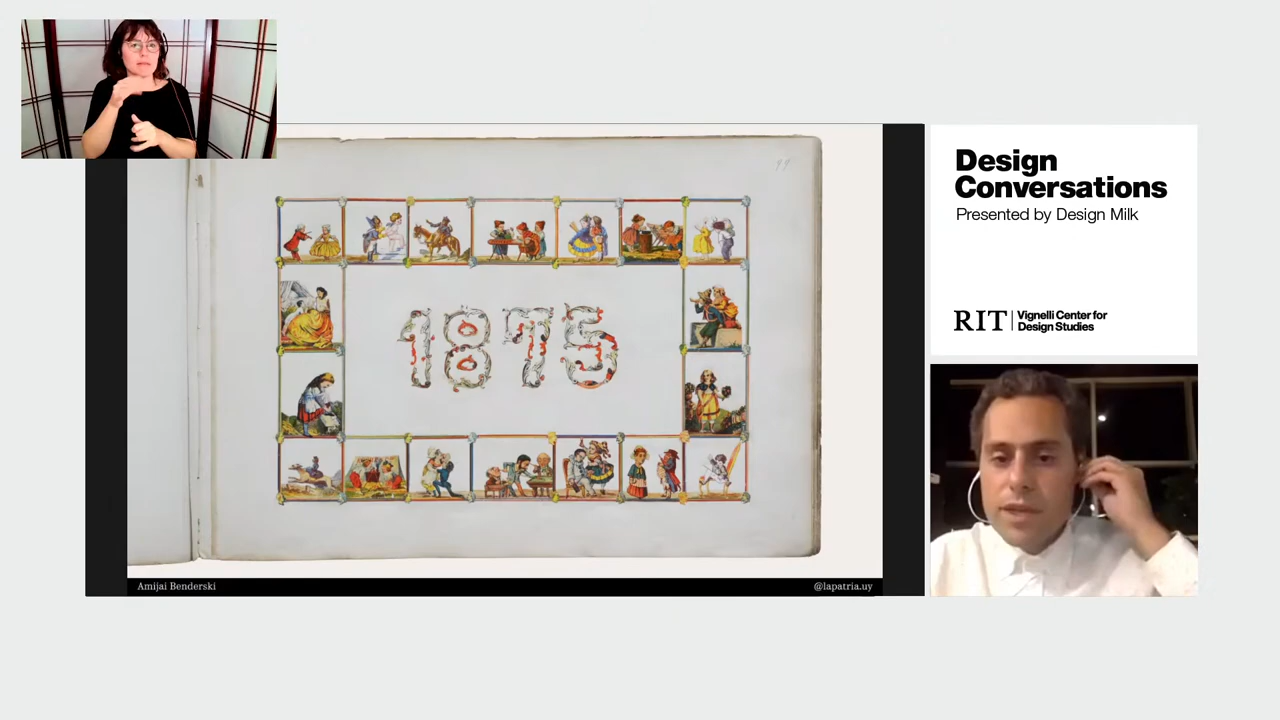 Design
Conversations
Presented by Design Milk
RIT
Vignelli Center for
Design Studies
1875
Amijai Benderski
@lapatria.uy